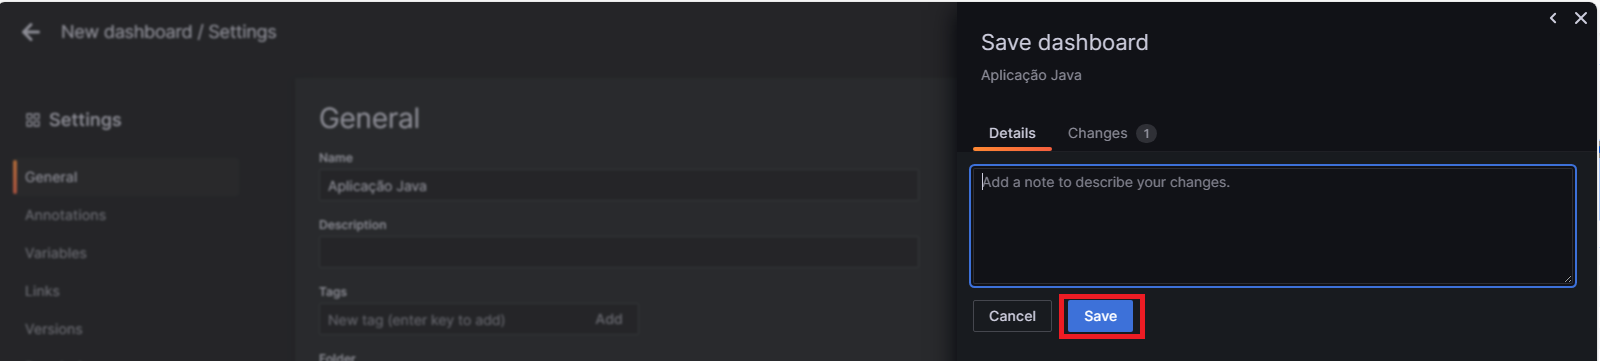 New dashboard / Settings
Settings
General
Annotations
Variables
Links
Versions
General
Name
Aplicação Java
Description
Tags
New tag (enter key to add)
Add
Folder
Save dashboard
Aplicação Java
Details
Changes 1
Add a note to describe your changes.
Cancel
Save